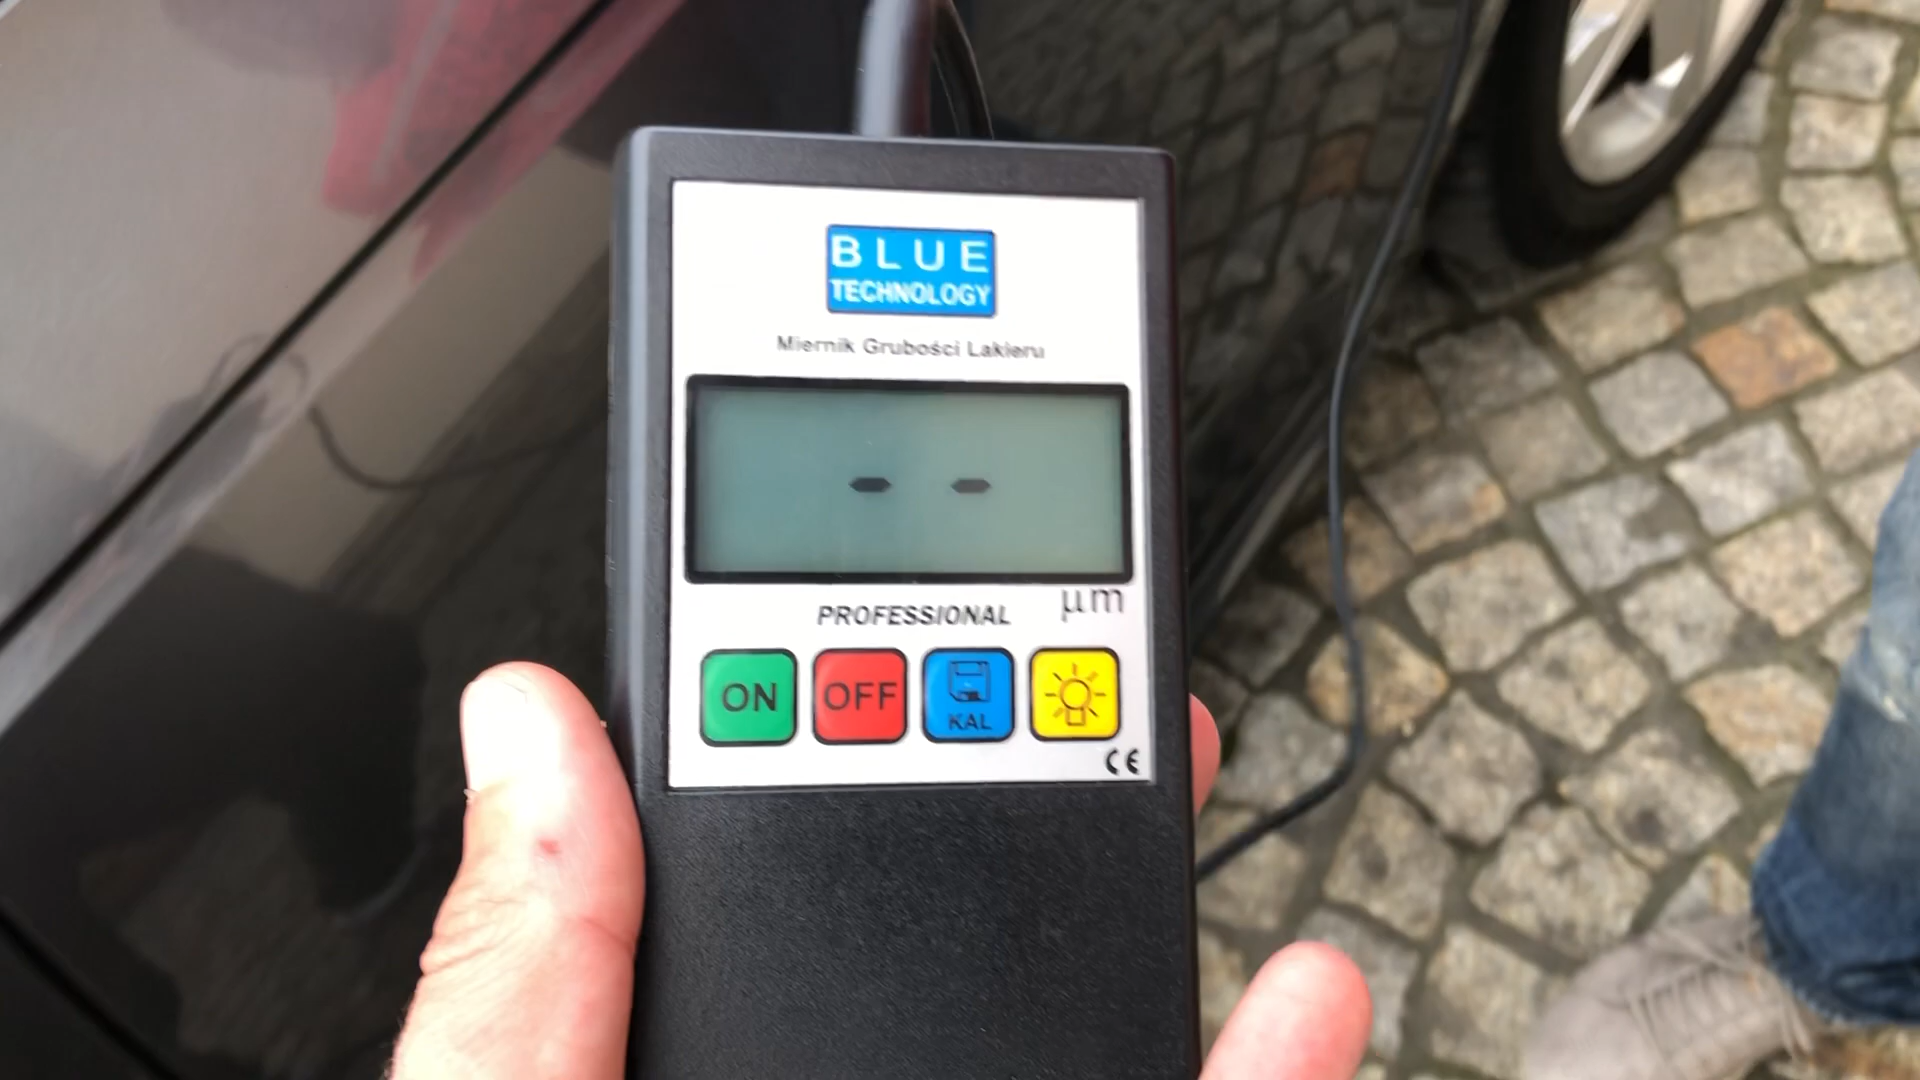 BLUE
TECHNOLOGY
Miernik Grubości Lakieru
- -
µm
PROFESSIONAL
ON OFF KAL
CE